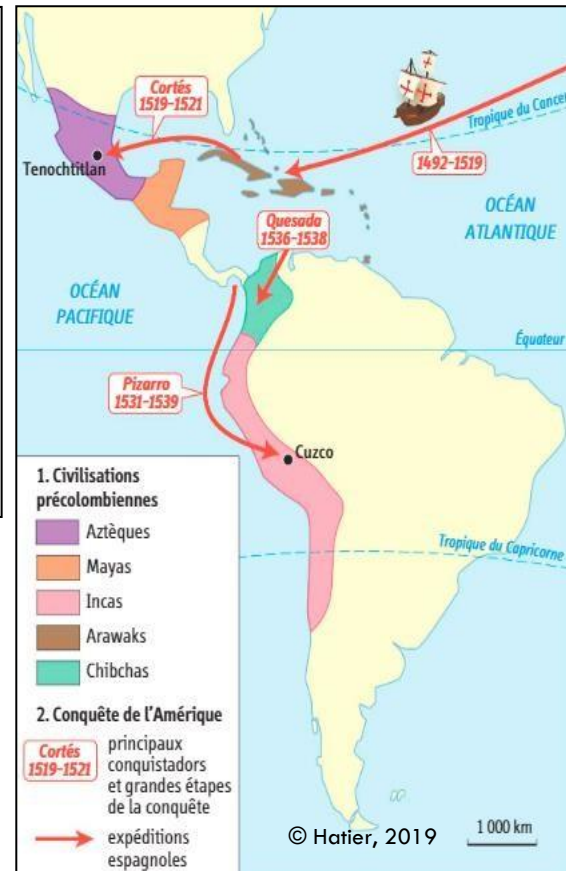 Cortés
1519-1521
Tropique du Cancer
Tenochtitlan
1492-1519
OCÉAN
ATLANTIQUE
Quesada
1536-1538
OCÉAN
PACIFIQUE
Équateur
Pizarro
1531-1539
Cuzco
1. Civilisations
précolombiennes
Aztèques
Mayas
Incas
Arawaks
Chibchas
Tropique du Capricorne
2. Conquête de l'Amérique
Cortés
1519-1521
principaux
conquistadors
et grandes étapes
de la conquête
expéditions
espagnoles
© Hatier, 2019
1 000 km